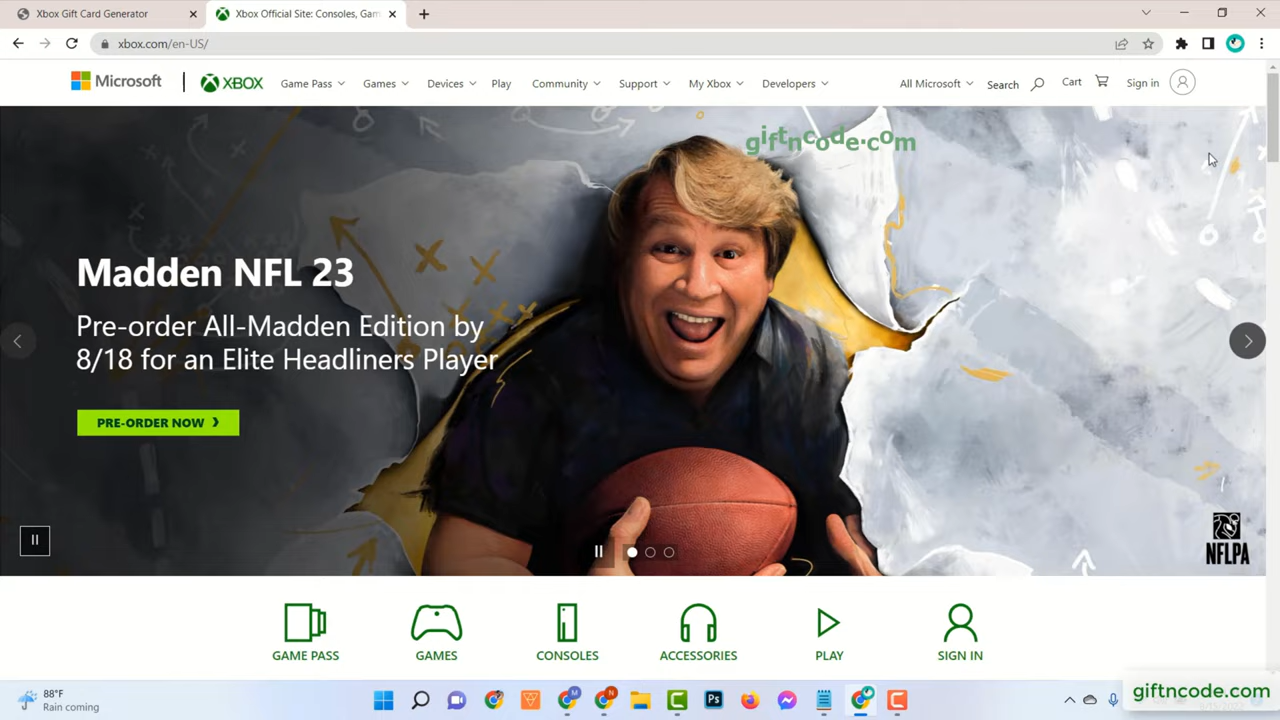 Xbox Gift Card Generator
Xbox Official Site: Consoles, Gam
xbox.com/en-US/
Microsoft
XBOX
Game Pass
Games
Devices
Play
Community
Support
My Xbox
Developers
All Microsoft
Search
Cart
Sign in
giftncode.com
Madden NFL 23
Pre-order All-Madden Edition by
8/18 for an Elite Headliners Player
PRE-ORDER NOW
NFLPA
GAME PASS
GAMES
CONSOLES
ACCESSORIES
PLAY
SIGN IN
88°F
Rain coming
M
N
Ps
giftncode.com